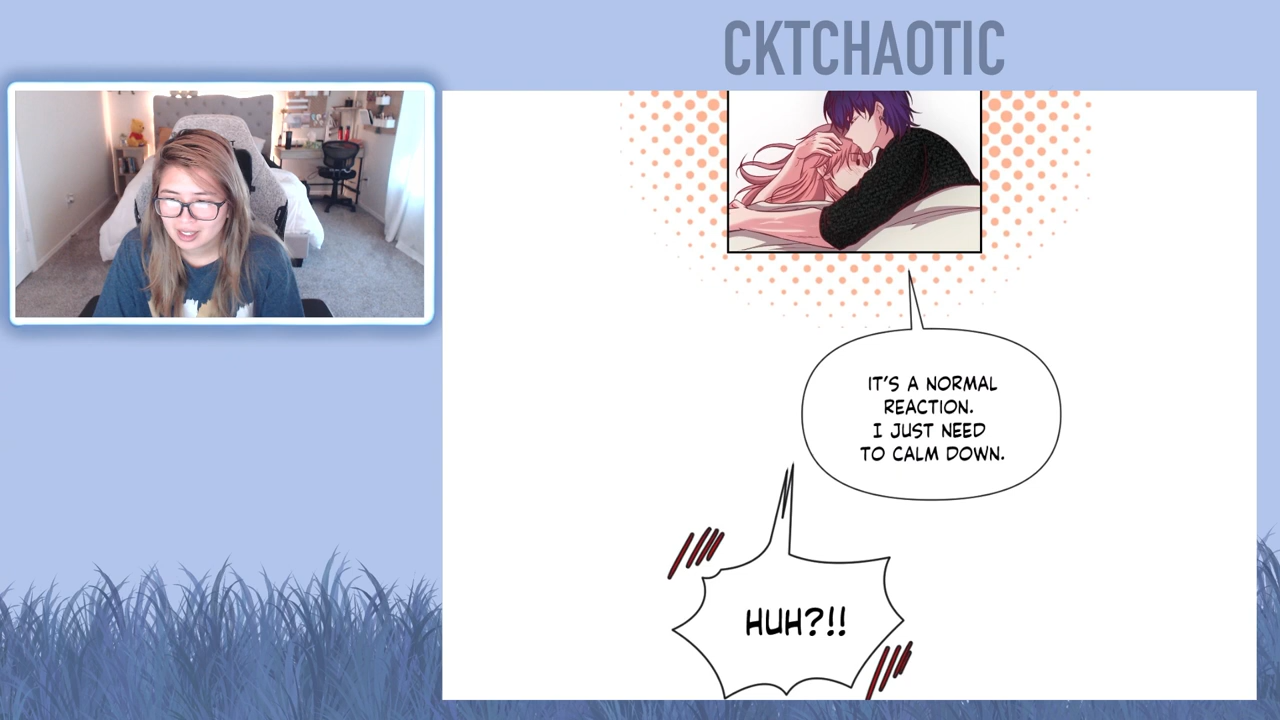 CKTCHAOTIC
IT'S A NORMAL
REACTION.
I JUST NEED
TO CALM DOWN.
HUH?!!